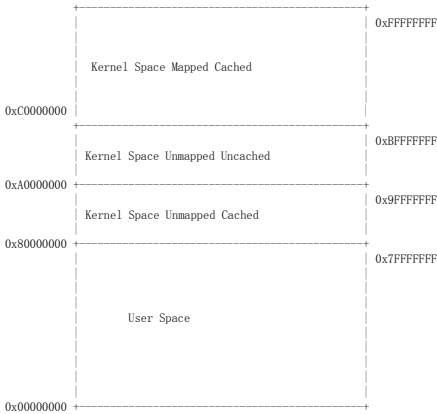 0xFFFFFFFF
Kernel Space Mapped Cached
0xC0000000
0xBFFFFFFF
Kernel Space Unmapped Uncached
0xA0000000
0x9FFFFFFF
Kernel Space Unmapped Cached
0x80000000
0x7FFFFFFF
User Space
0x00000000